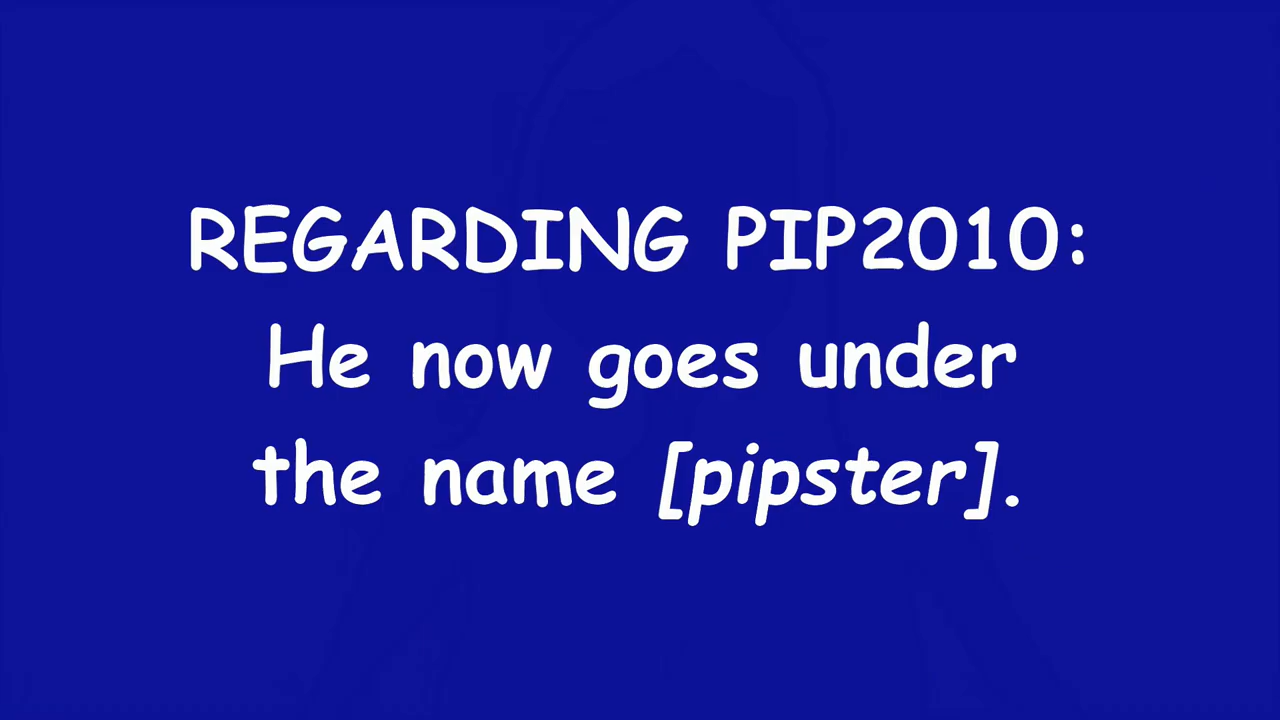 REGARDING PIP2010:
He now goes under
the name [pipster].